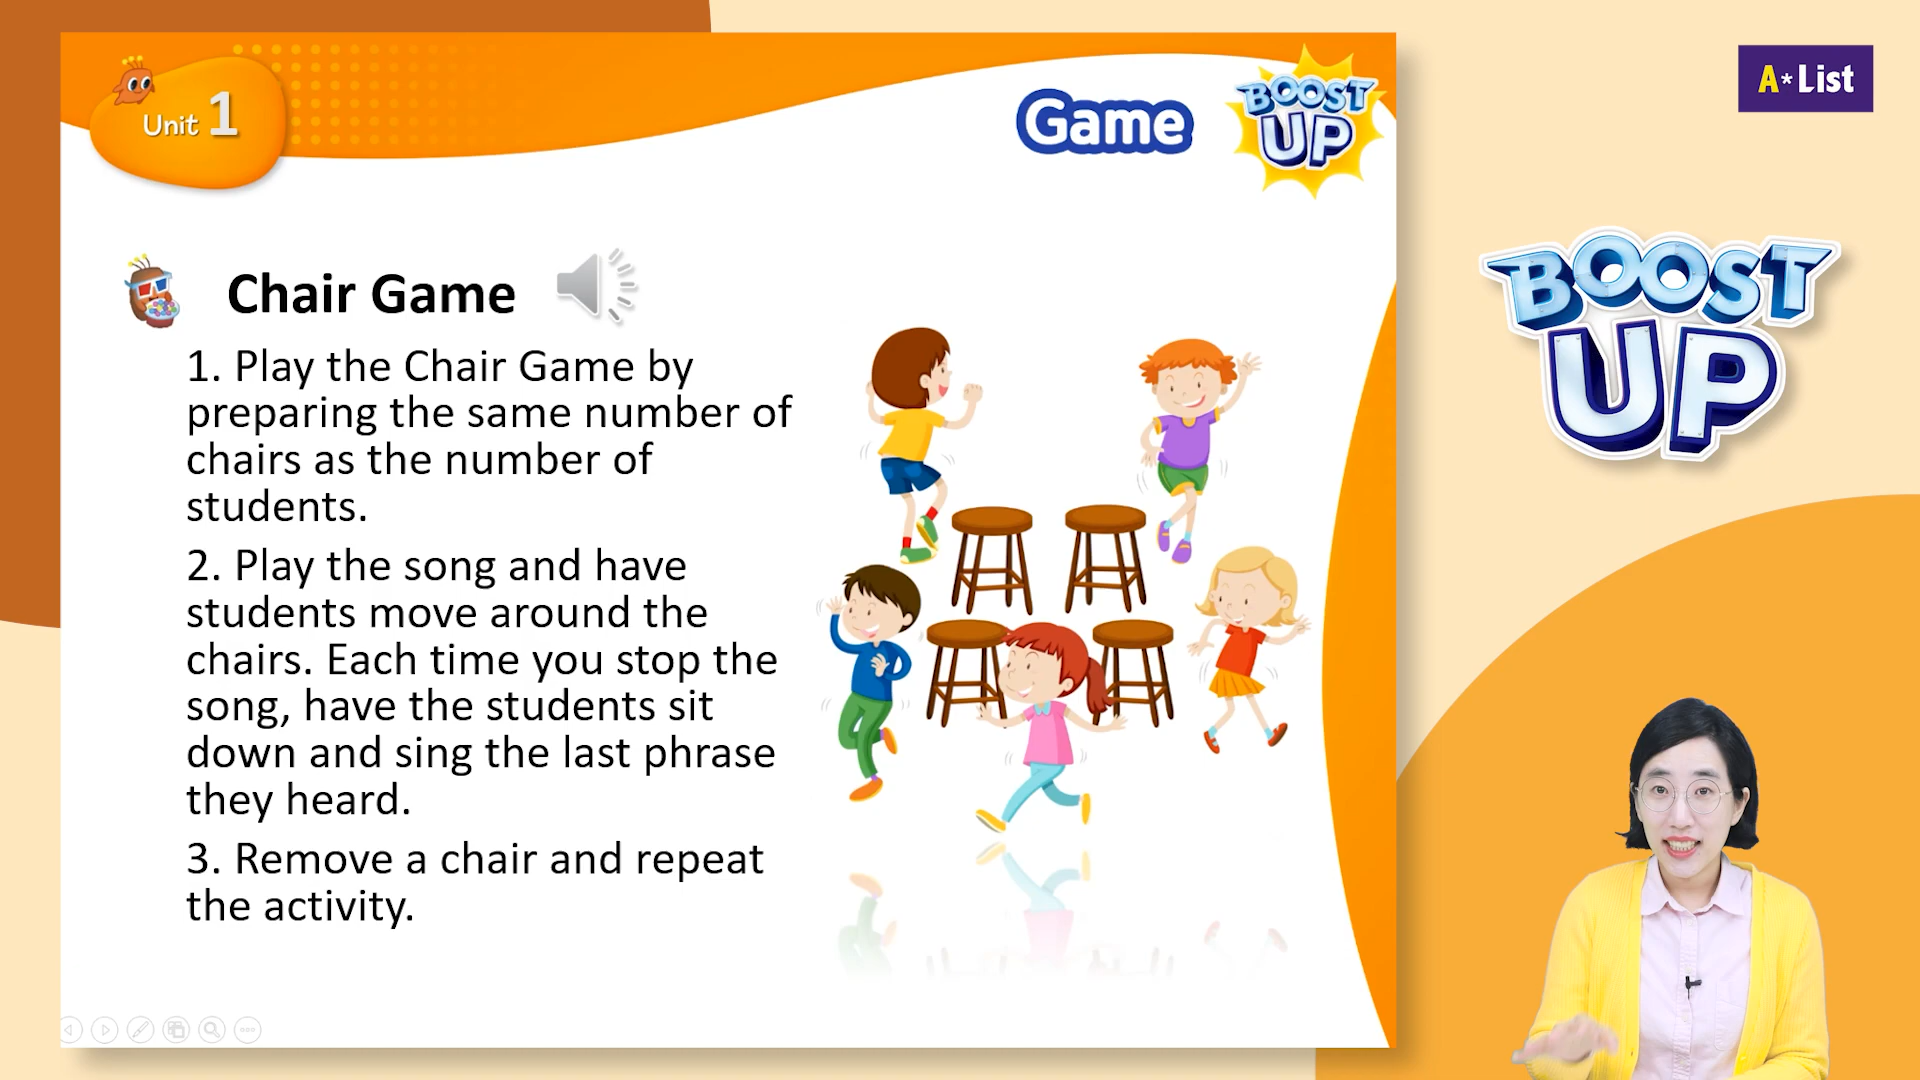 Unit 1
Game
BOOST
UP
A*List
BOOST
UP
Chair Game
1. Play the Chair Game by
preparing the same number of
chairs as the number of
students.
2. Play the song and have
students move around the
chairs. Each time you stop the
song, have the students sit
down and sing the last phrase
they heard.
3. Remove a chair and repeat
the activity.